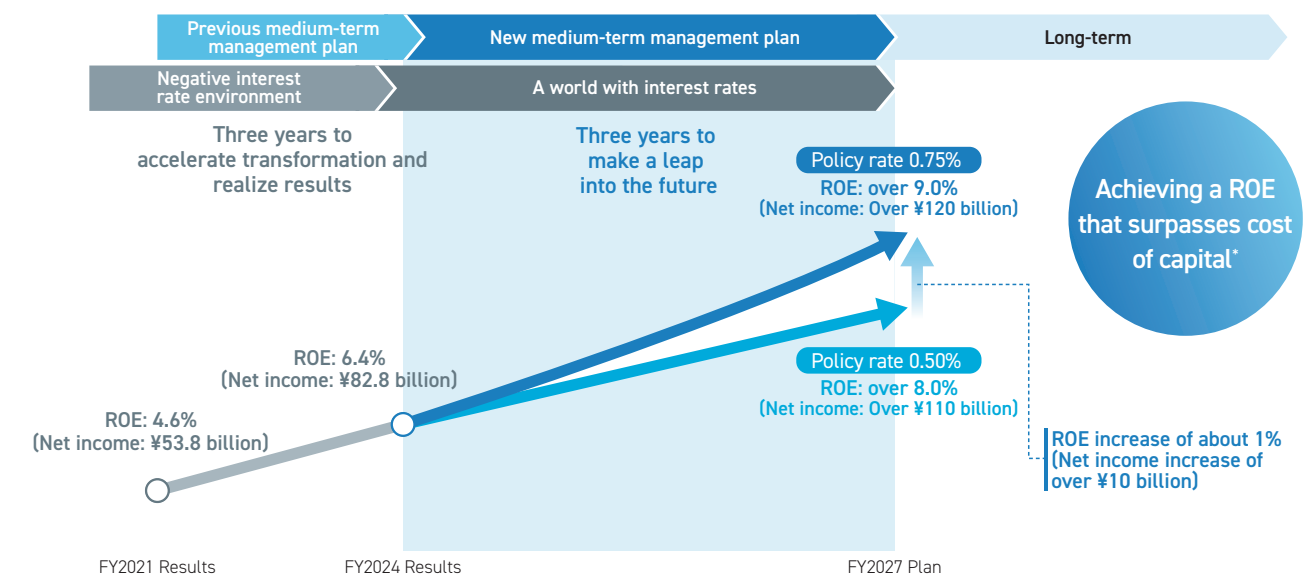 Previous medium-term
management plan
New medium-term management plan
Long-term
Negative interest
rate environment
A world with interest rates
Three years to
accelerate transformation and
realize results
Three years to
make a leap
into the future
Policy rate 0.75%
ROE: over 9.0%
(Net income: Over ¥120 billion)
Achieving a ROE
that surpasses cost
of capital*
ROE: 6.4%
(Net income: ¥82.8 billion)
Policy rate 0.50%
ROE: over 8.0%
(Net income: Over ¥110 billion)
ROE: 4.6%
(Net income: ¥53.8 billion)
ROE increase of about 1%
(Net income increase of
over ¥10 billion)
FY2021 Results
FY2024 Results
FY2027 Plan